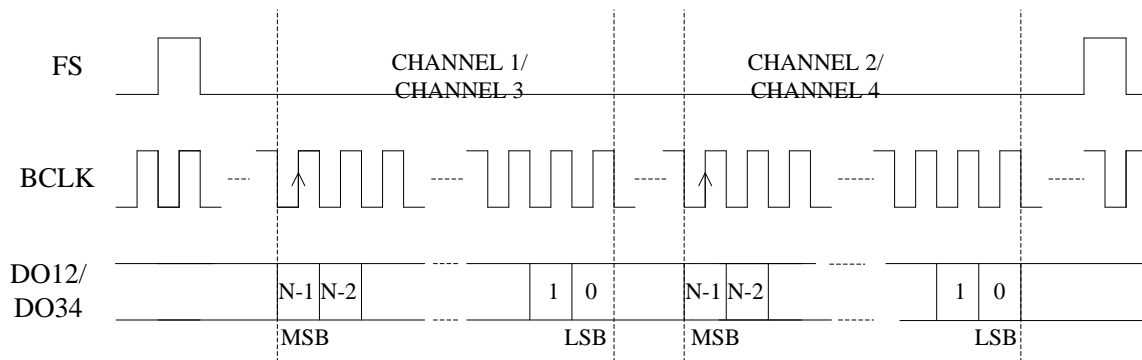 FS
CHANNEL 1/
CHANNEL 3
CHANNEL 2/
CHANNEL 4
BCLK
DO12/
DO34
N-1 N-2 1 0 N-1 N-2 1 0
MSB LSB MSB LSB